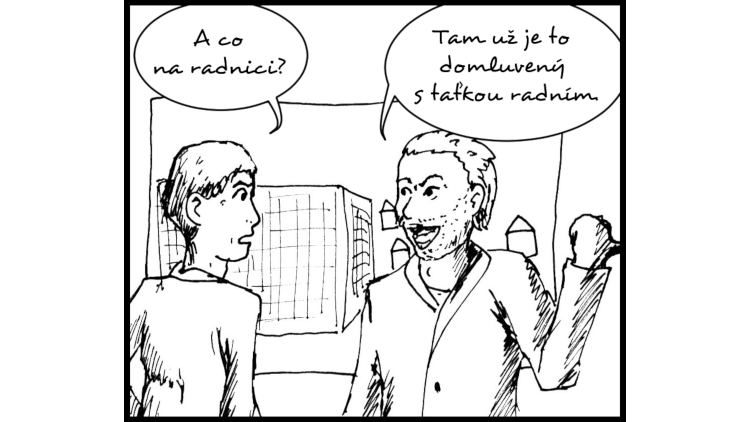 A co
na radnici?
Tam už je to
domluvený
s taťkou radním.